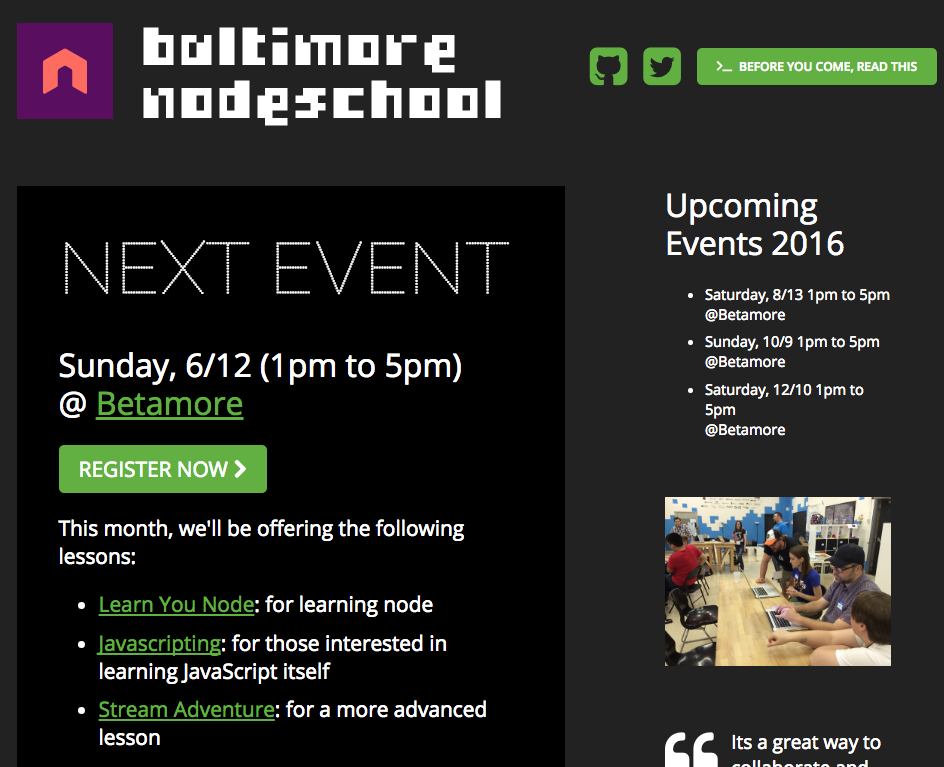 baltimore
nodeschool
BEFORE YOU COME, READ THIS
NEXT EVENT
Sunday, 6/12 (1pm to 5pm)
@ Betamore
REGISTER NOW
This month, we'll be offering the following
lessons:
• Learn You Node: for learning node
• Javascripting: for those interested in
learning JavaScript itself
• Stream Adventure: for a more advanced
lesson
Upcoming
Events 2016
• Saturday, 8/13 1pm to 5pm
@Betamore
• Sunday, 10/9 1pm to 5pm
@Betamore
• Saturday, 12/10 1pm to
5pm
@Betamore
Its a great way to
collaborate and